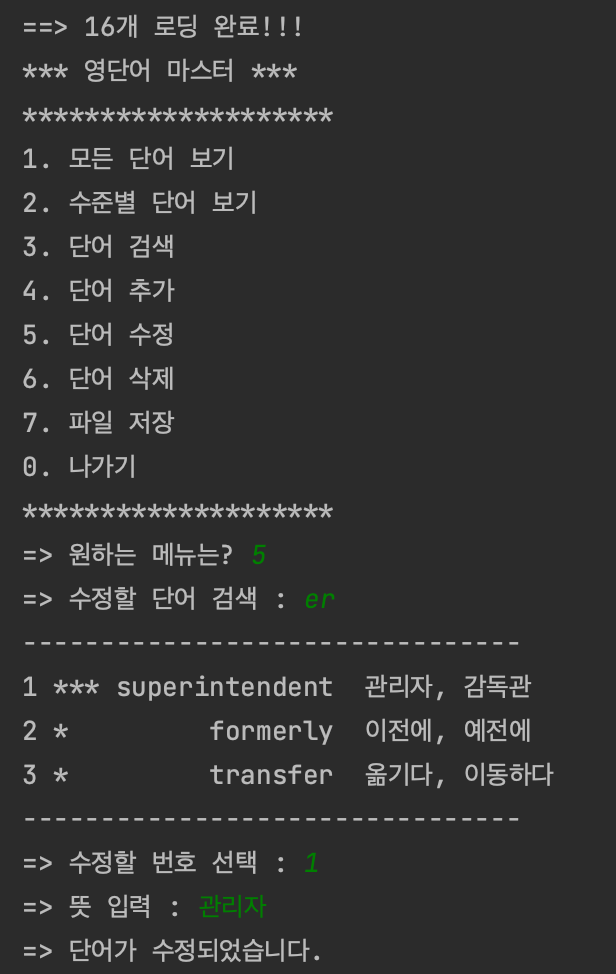 ==> 16개 로딩 완료!!!
*** 영단어 마스터 ***
********************
1. 모든 단어 보기
2. 수준별 단어 보기
3. 단어 검색
4. 단어 추가
5. 단어 수정
6. 단어 삭제
7. 파일 저장
0. 나가기
********************
=> 원하는 메뉴는? 5
=> 수정할 단어 검색 : er
--------------------------------
1 *** superintendent  관리자, 감독관
2 *         formerly  이전에, 예전에
3 *         transfer  옮기다, 이동하다
--------------------------------
=> 수정할 번호 선택 : 1
=> 뜻 입력 : 관리자
=> 단어가 수정되었습니다.